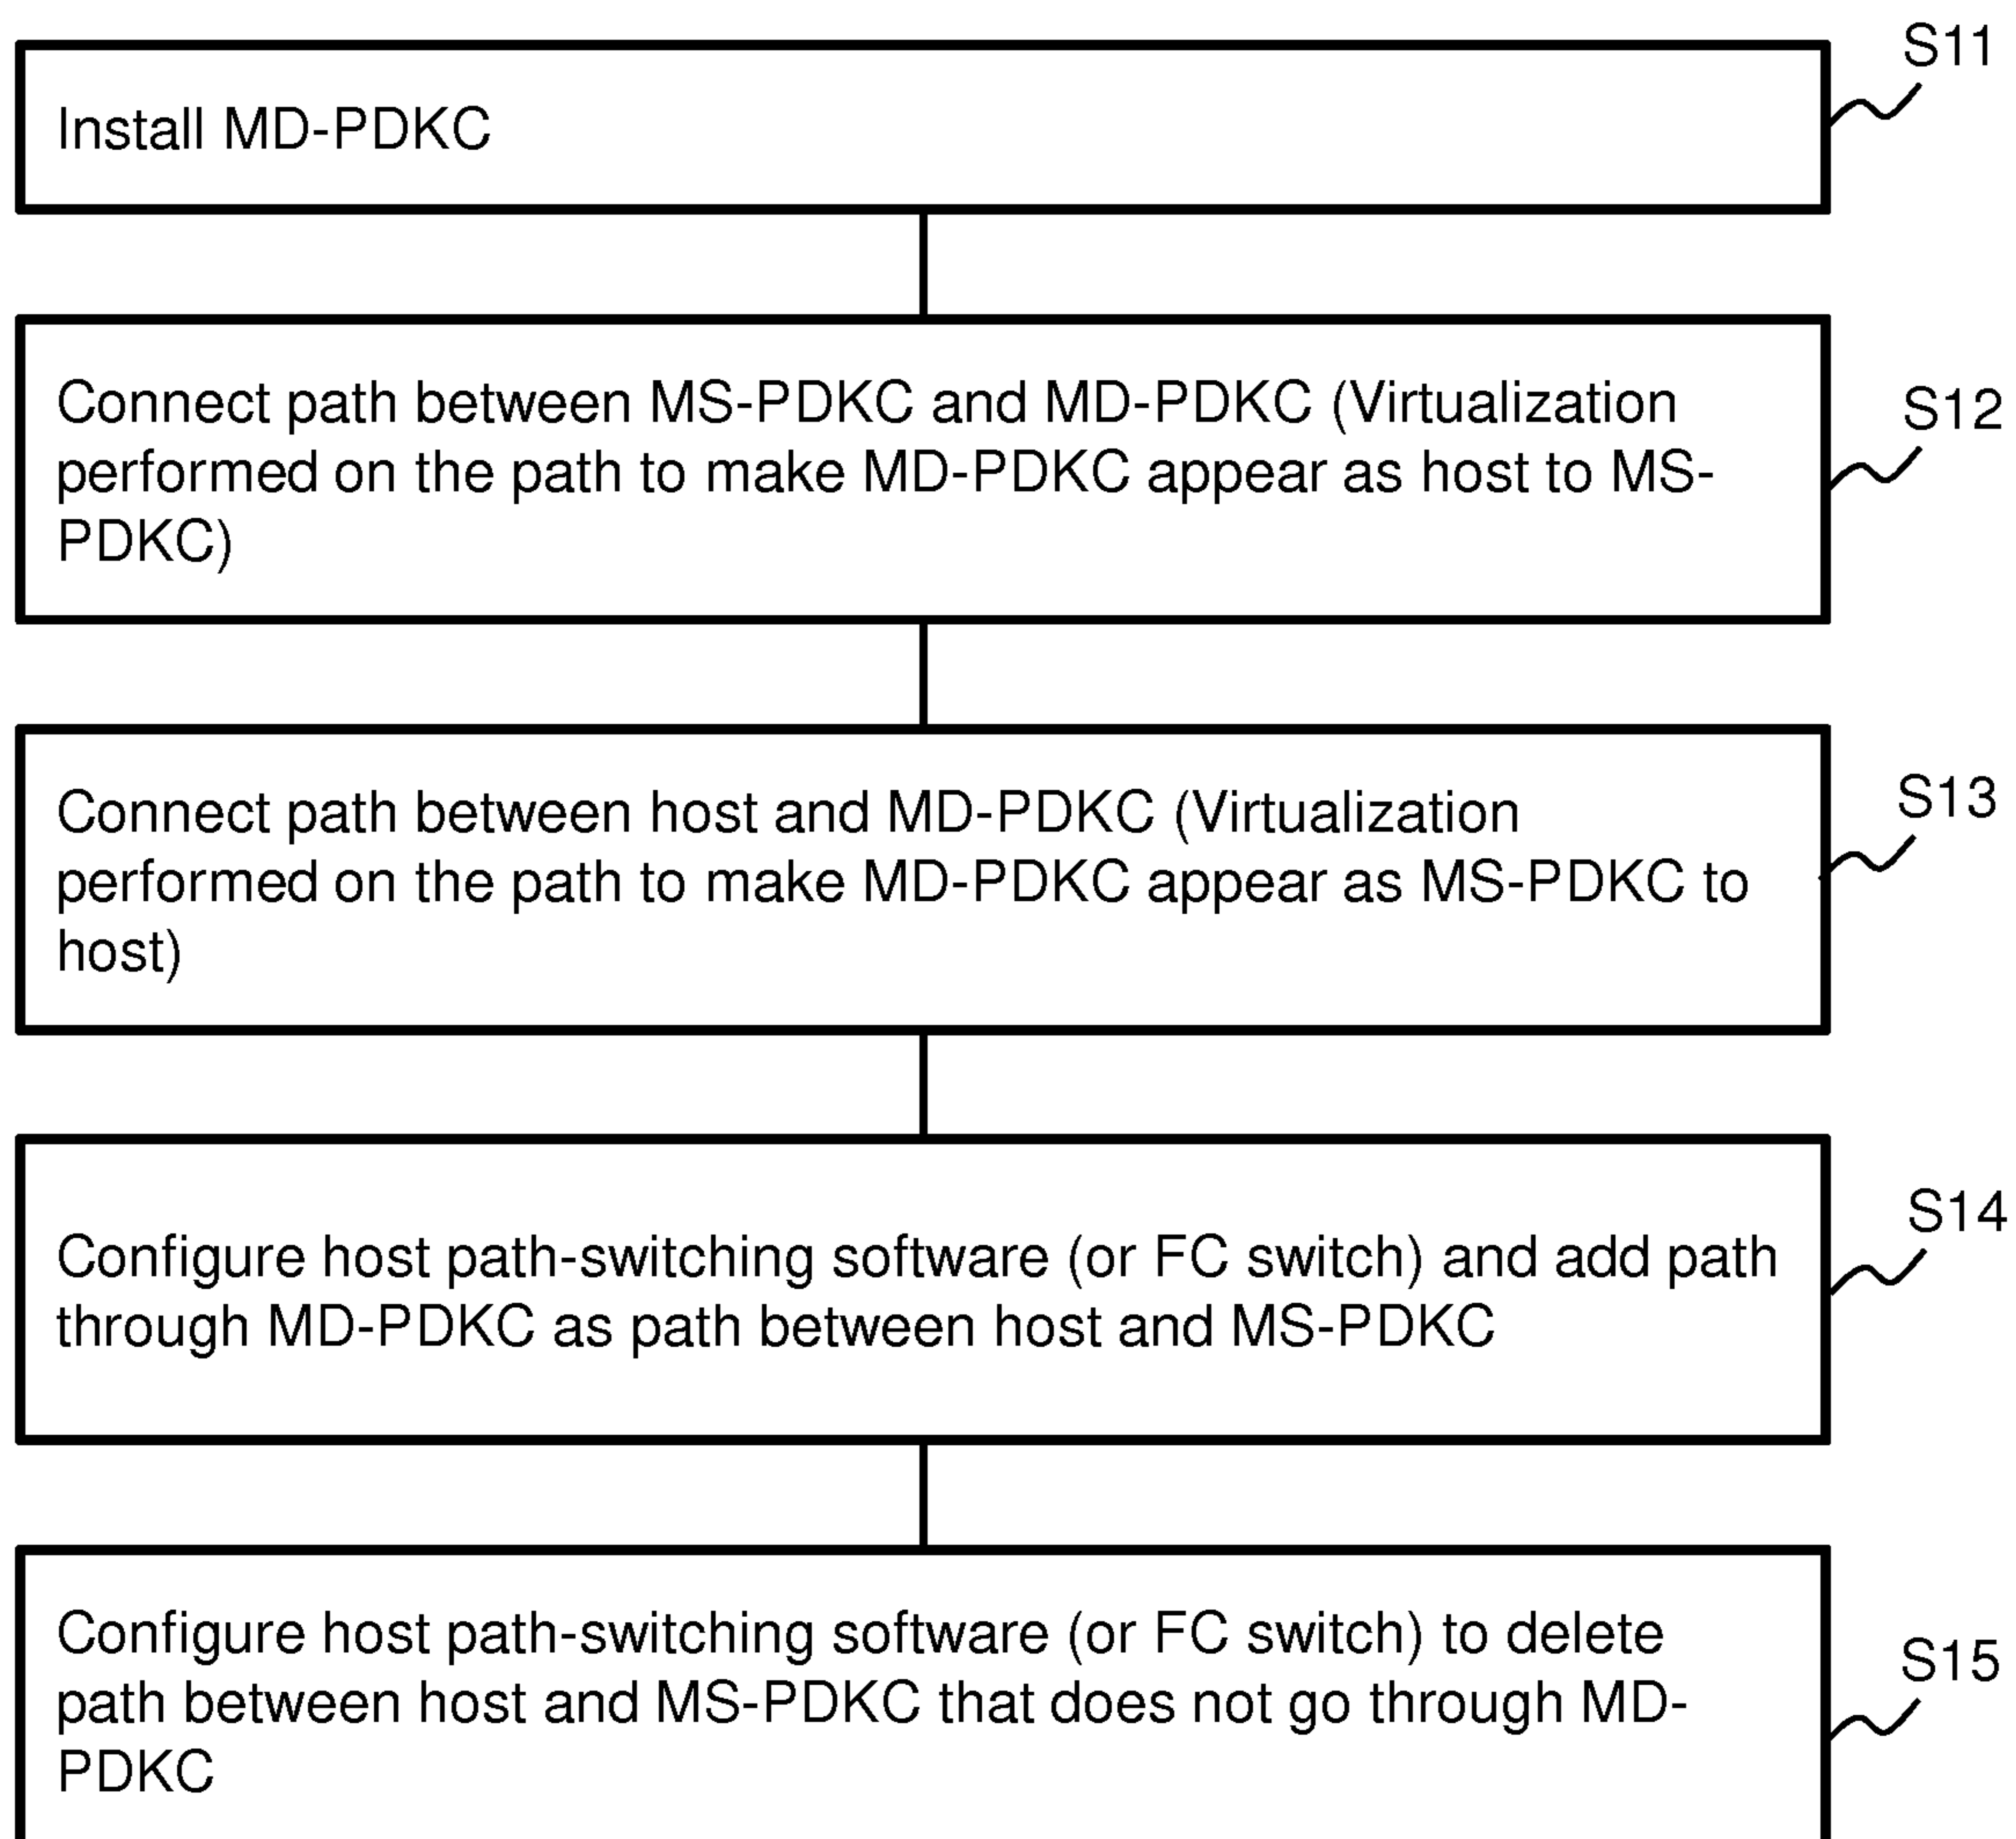 S11
Install MD-PDKC
S12
Connect path between MS-PDKC and MD-PDKC (Virtualization
performed on the path to make MD-PDKC appear as host to MS-
PDKC)
S13
Connect path between host and MD-PDKC (Virtualization
performed on the path to make MD-PDKC appear as MS-PDKC to
host)
S14
Configure host path-switching software (or FC switch) and add path
through MD-PDKC as path between host and MS-PDKC
S15
Configure host path-switching software (or FC switch) to delete
path between host and MS-PDKC that does not go through MD-
PDKC